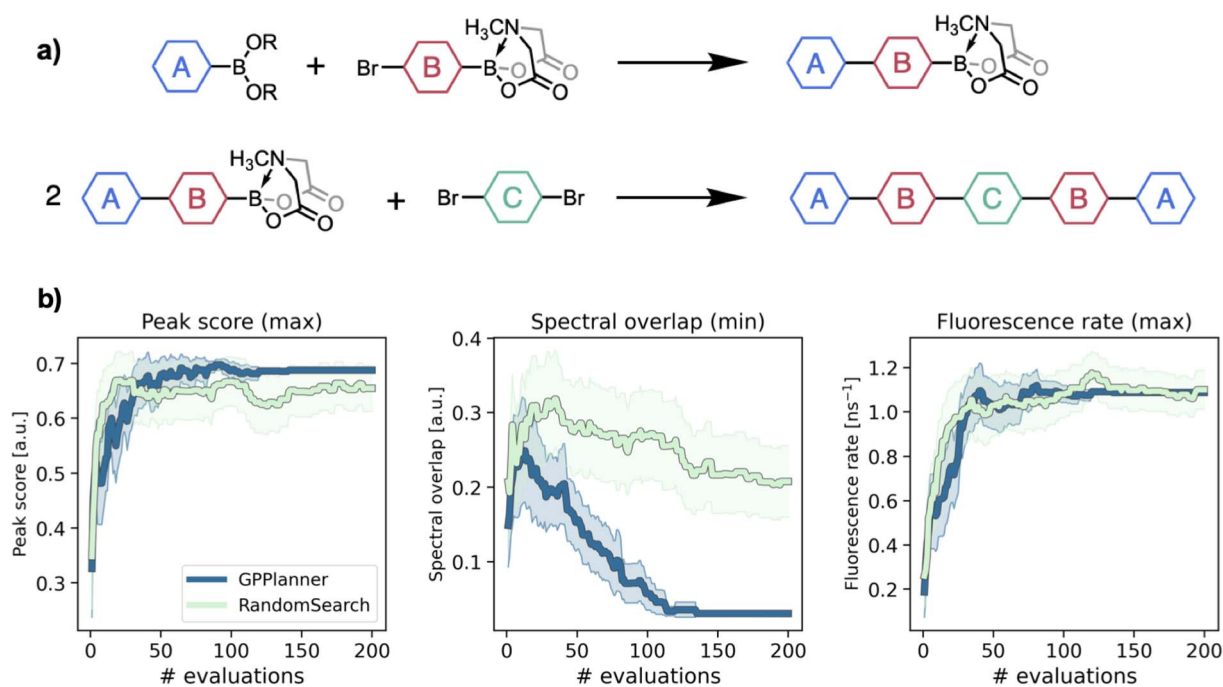 a)
A
B
OR
OR
+
Br
B
B
H₃C
N
O
O
O
O
A
B
B
H₃C
N
O
O
O
O
2
A
B
B
H₃C
N
O
O
O
O
+
Br
C
Br
A
B
C
B
A
b)
Peak score (max)
Peak score [a.u.]
0.7
0.6
0.5
0.4
0.3
GPPlanner
RandomSearch
0
50
100
150
200
# evaluations
Spectral overlap (min)
Spectral overlap [a.u.]
0.4
0.3
0.2
0.1
0
50
100
150
200
# evaluations
Fluorescence rate (max)
Fluorescence rate [ns⁻¹]
1.2
1.0
0.8
0.6
0.4
0.2
0
50
100
150
200
# evaluations